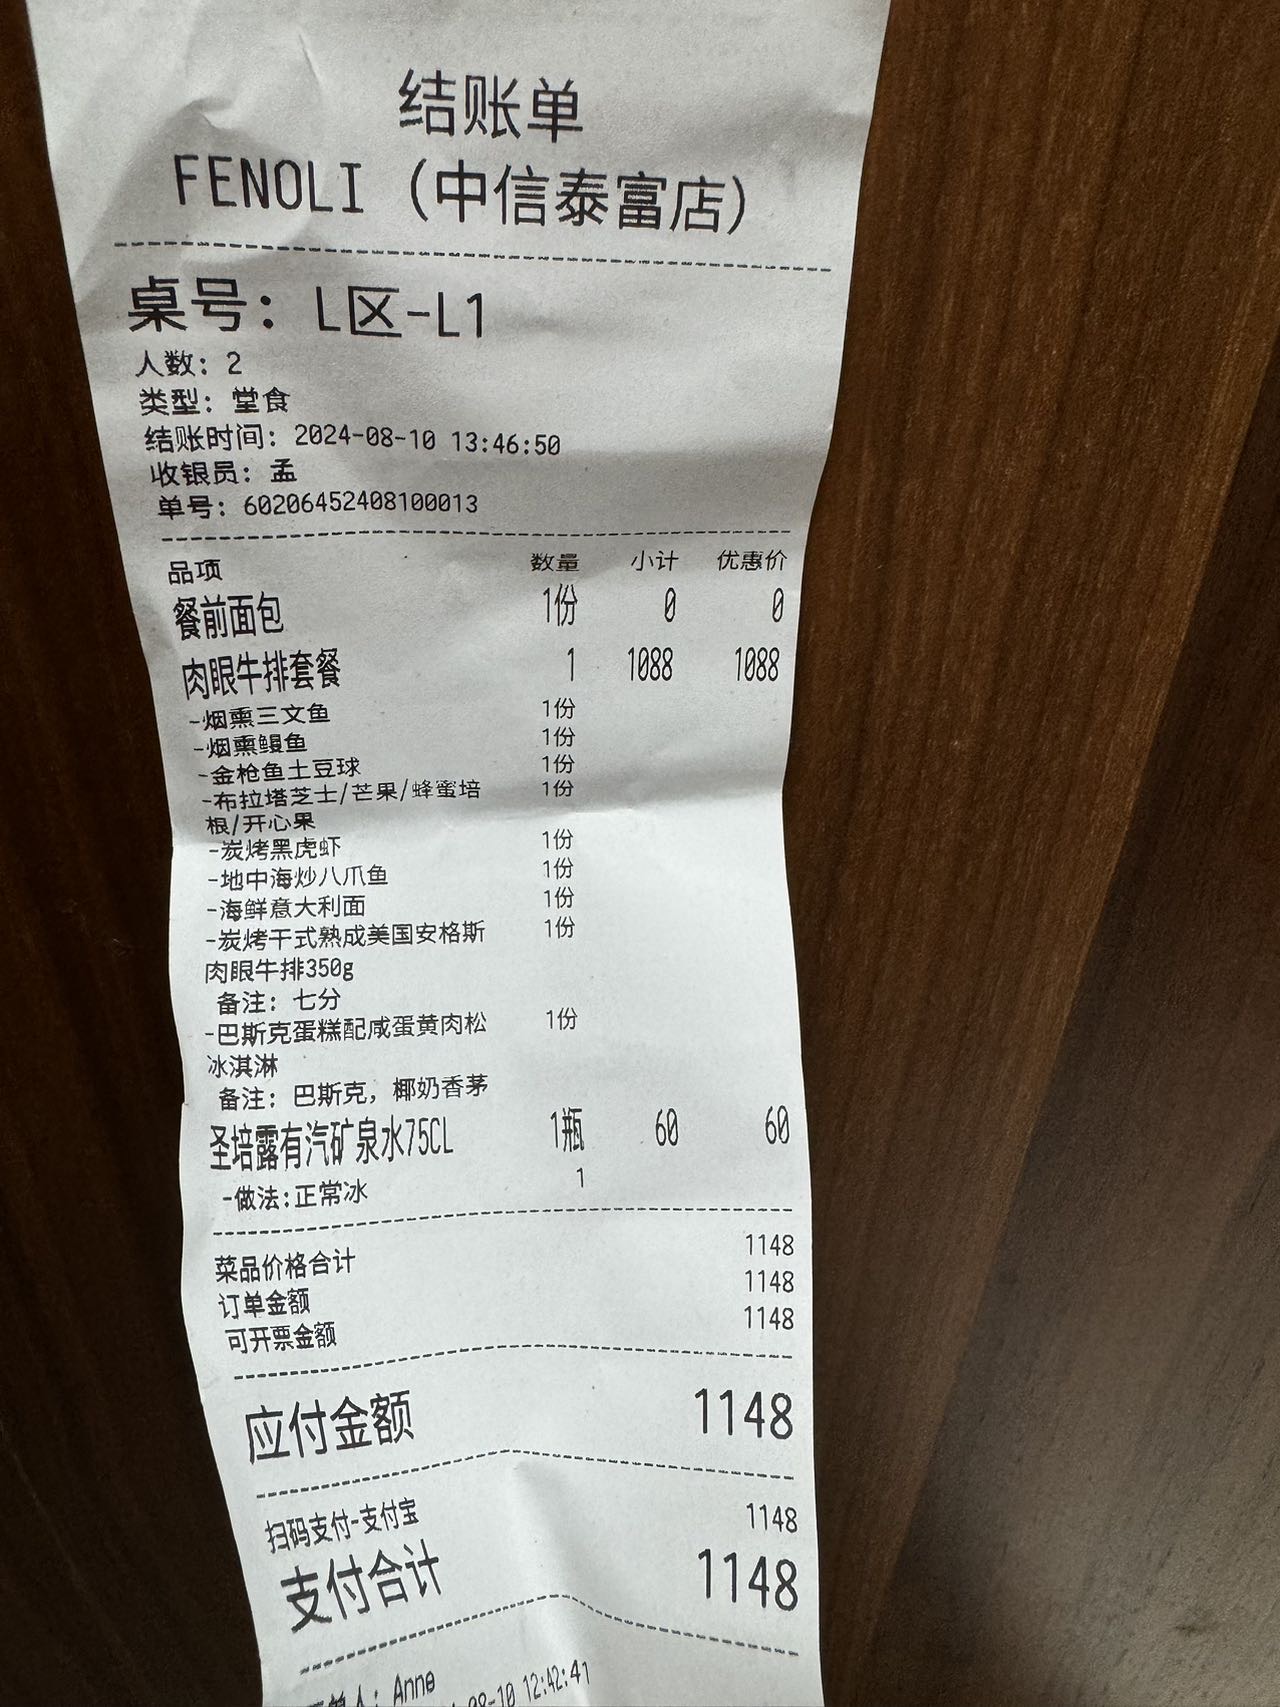 结账单
FENOLI (中信泰富店)
桌号: L区-L1
人数: 2
类型: 堂食
结账时间: 2024-08-10 13:46:50
收银员: 孟
单号: 60206452408100013
品项 数量 小计 优惠价
餐前面包 1份 0 0
肉眼牛排套餐 1 1088 1088
-烟熏三文鱼 1份
-烟熏鳗鱼 1份
-金枪鱼土豆球 1份
-布拉塔芝士/芒果/蜂蜜培 1份
根/开心果
-炭烤黑虎虾 1份
-地中海炒八爪鱼 1份
-海鲜意大利面 1份
-炭烤干式熟成美国安格斯 1份
肉眼牛排350g
备注: 七分
-巴斯克蛋糕配咸蛋黄肉松 1份
冰淇淋
备注: 巴斯克, 椰奶香茅
圣培露有汽矿泉水75CL 1瓶 60 60
-做法:正常冰 1
菜品价格合计 1148
订单金额 1148
可开票金额 1148
应付金额 1148
扫码支付-支付宝 1148
支付合计 1148
单人: Anne
08-10 12:42:41